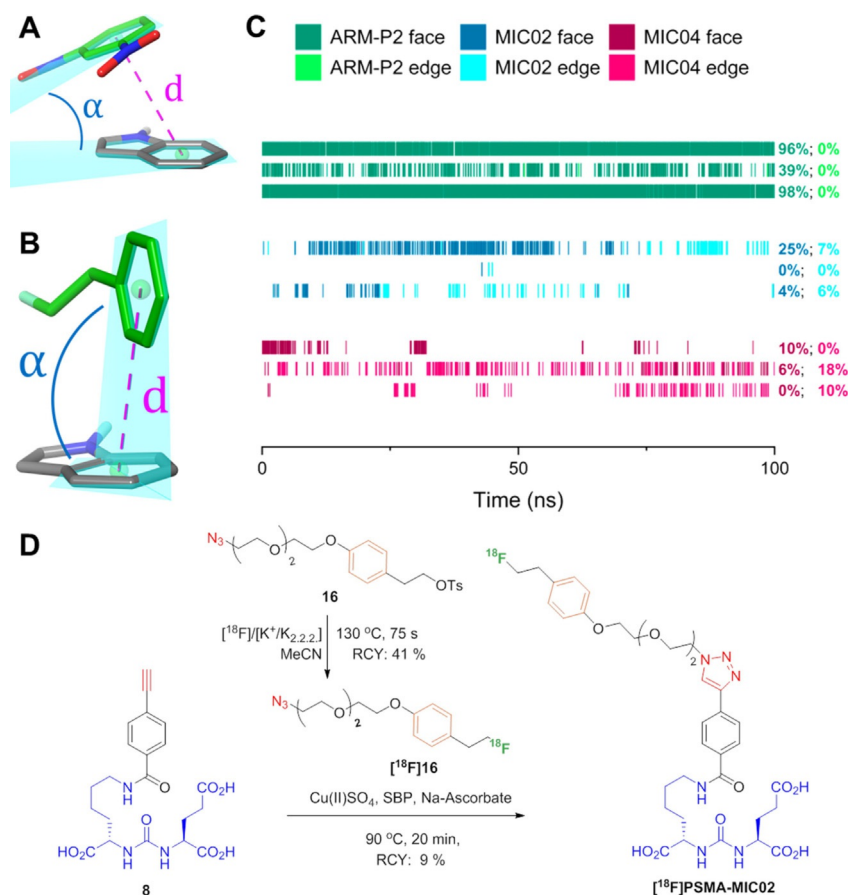 A
α
d
B
α
d
C
ARM-P2 face
MIC02 face
MIC04 face
ARM-P2 edge
MIC02 edge
MIC04 edge
96%; 0%
39%; 0%
98%; 0%
25%; 7%
0%; 0%
4%; 6%
10%; 0%
6%; 18%
0%; 10%
0
50
100
Time (ns)
D
N₃
O
2
O
OTs
16
[¹⁸F]/[K⁺/K₂.₂.₂.]
130 °C, 75 s
MeCN
RCY: 41 %
N₃
O
2
O
¹⁸F
[¹⁸F]16
Cu(II)SO₄, SBP, Na-Ascorbate
90 °C, 20 min,
RCY: 9 %
NH
O
CO₂H
O
HO₂C
N
H
N
H
CO₂H
8
¹⁸F
O
O
2
N
N
N
NH
O
CO₂H
O
HO₂C
N
H
N
H
CO₂H
[¹⁸F]PSMA-MIC02